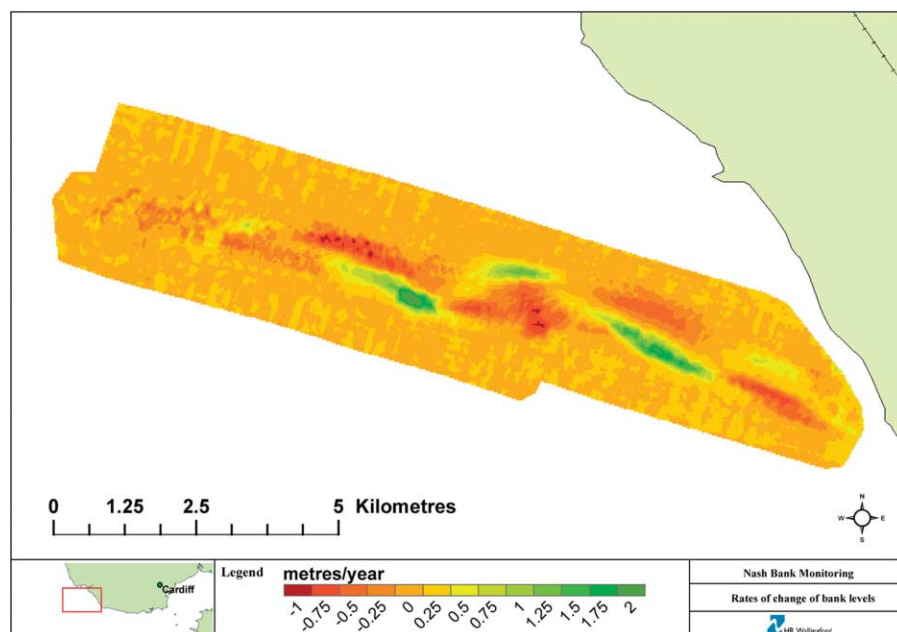 0 1.25 2.5 5 Kilometres
N
W E
S
Cardiff
Legend
metres/year
-1 -0.75 -0.5 -0.25 0 0.25 0.5 0.75 1 1.25 1.5 1.75 2
Nash Bank Monitoring
Rates of change of bank levels
HR Wallingford